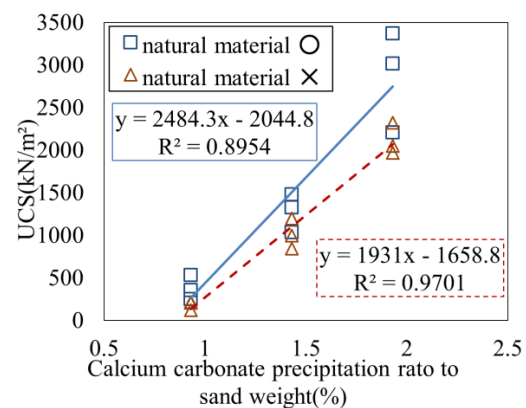 3500
3000
2500
2000
1500
1000
500
0
UCS(kN/m²)
natural material ○
natural material ×
y = 2484.3x - 2044.8
R² = 0.8954
y = 1931x - 1658.8
R² = 0.9701
0.5 1 1.5 2 2.5
Calcium carbonate precipitation rato to
sand weight(%)